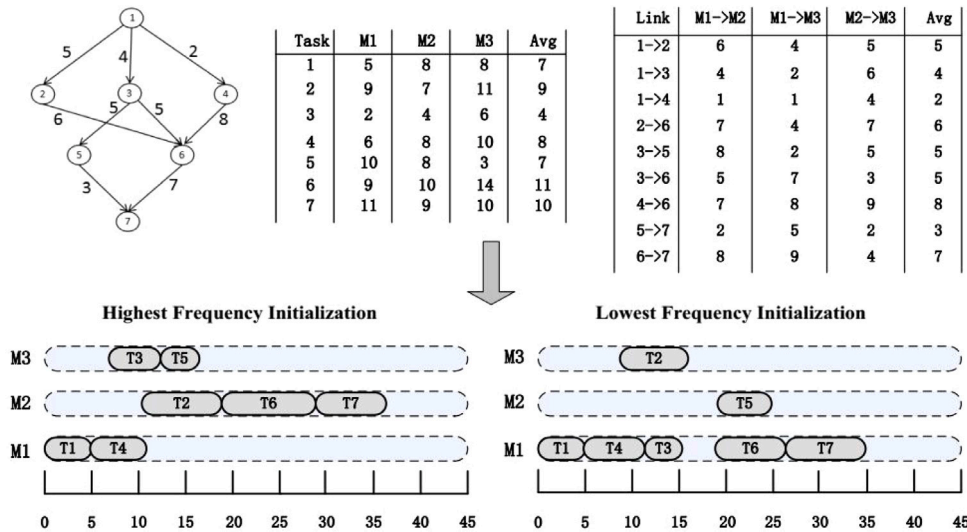 1
5
4
2
2
3
4
5
5
6
8
5
6
3
7
7
Task M1 M2 M3 Avg
1 5 8 8 7
2 9 7 11 9
3 2 4 6 4
4 6 8 10 8
5 10 8 3 7
6 9 10 14 11
7 11 9 10 10
Link M1->M2 M1->M3 M2->M3 Avg
1->2 6 4 5 5
1->3 4 2 6 4
1->4 1 1 4 2
2->6 7 4 7 6
3->5 8 2 5 5
3->6 5 7 3 5
4->6 7 8 9 8
5->7 2 5 2 3
6->7 8 9 4 7
Highest Frequency Initialization
M3 T3 T5
M2 T2 T6 T7
M1 T1 T4
0 5 10 15 20 25 30 35 40 45
Lowest Frequency Initialization
M3 T2
M2 T5
M1 T1 T4 T3 T6 T7
0 5 10 15 20 25 30 35 40 45